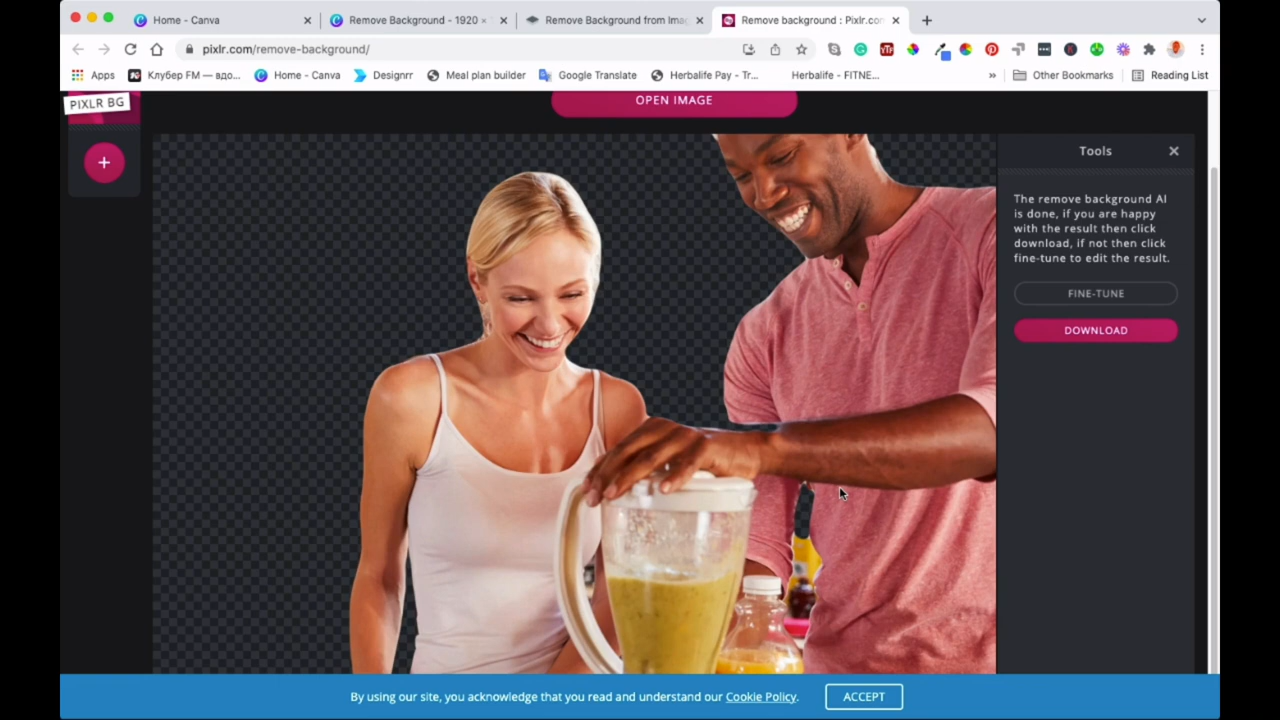 Home - Canva
Remove Background - 1920 ×
Remove Background from Imag
Remove background : Pixlr.com
pixlr.com/remove-background/
Apps
Клубер FM — вдо...
Home - Canva
Designrr
Meal plan builder
Google Translate
Herbalife Pay - Tr...
Herbalife - FITNE...
»
Other Bookmarks
Reading List
PIXLR BG
OPEN IMAGE
Tools
The remove background AI
is done, if you are happy
with the result then click
download, if not then click
fine-tune to edit the result.
FINE-TUNE
DOWNLOAD
By using our site, you acknowledge that you read and understand our Cookie Policy.
ACCEPT